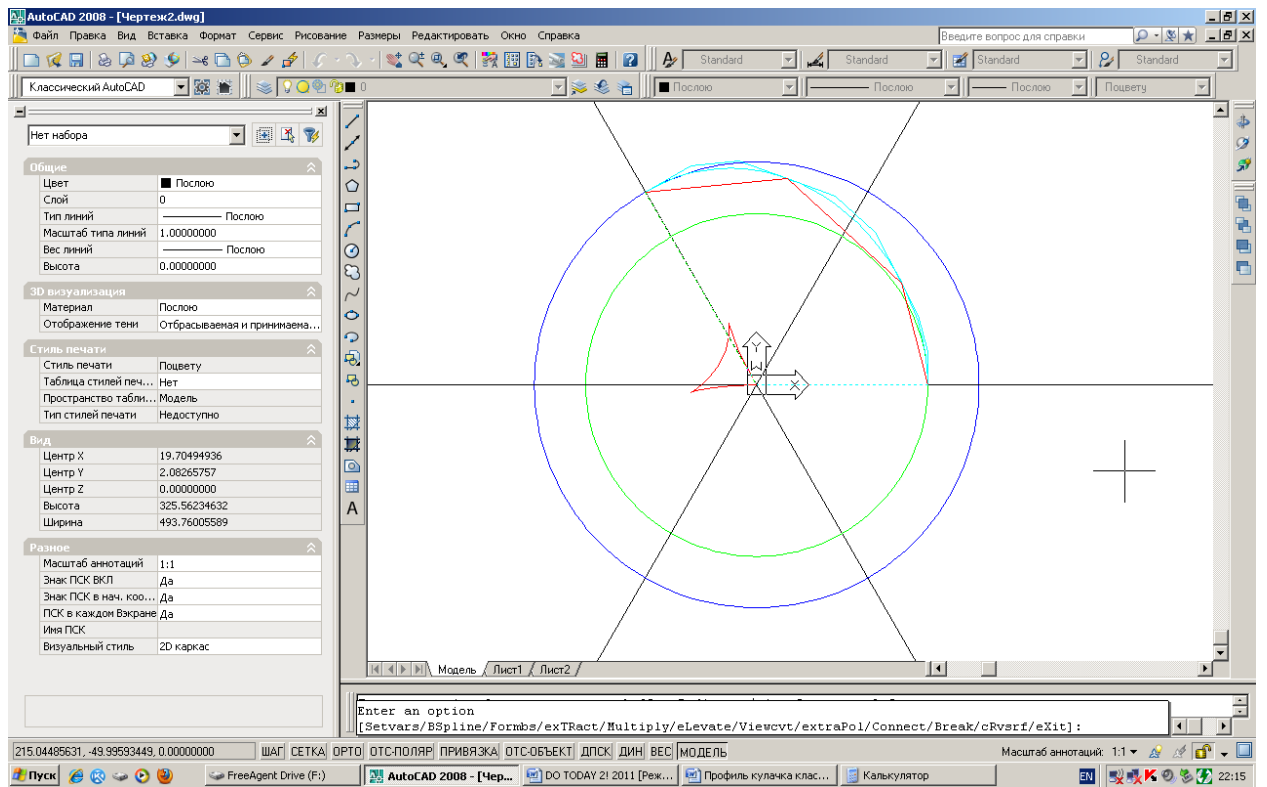 AutoCAD 2008 - [Чертеж2.dwg]
Файл Правка Вид Вставка Формат Сервис Рисование Размеры Редактировать Окно Справка
Введите вопрос для справки
Standard Standard Standard Standard
Классический AutoCAD 0 Послою Послою Послою Поцвету
Нет набора
Общие
Цвет Послою
Слой 0
Тип линий Послою
Масштаб типа линий 1.00000000
Вес линий Послою
Высота 0.00000000
3D визуализация
Материал Послою
Отображение тени Отбрасываемая и принимаема...
Стиль печати
Стиль печати Поцвету
Таблица стилей печ... Нет
Пространство табли... Модель
Тип стилей печати Недоступно
Вид
Центр X 19.70494936
Центр Y 2.08265757
Центр Z 0.00000000
Высота 325.56234632
Ширина 493.76005589
Разное
Масштаб аннотаций 1:1
Знак ПСК ВКЛ Да
Знак ПСК в нач. коо... Да
ПСК в каждом Вэкране Да
Имя ПСК
Визуальный стиль 2D каркас
Y
W
X
Модель Лист1 Лист2
Enter an option
[Setvars/BSpline/Formbs/exTRact/Multiply/eLevate/Viewcvt/extraPol/Connect/Break/cRvsrf/eXit]:
215.04485631, -49.99593449, 0.00000000 ШАГ СЕТКА ОРТО ОТС-ПОЛЯР ПРИВЯЗКА ОТС-ОБЪЕКТ ДПСК ДИН ВЕС МОДЕЛЬ Масштаб аннотаций: 1:1
Пуск FreeAgent Drive (F:) AutoCAD 2008 - [Чер... DO TODAY 2! 2011 [Реж... Профиль кулачка клас... Калькулятор EN 22:15